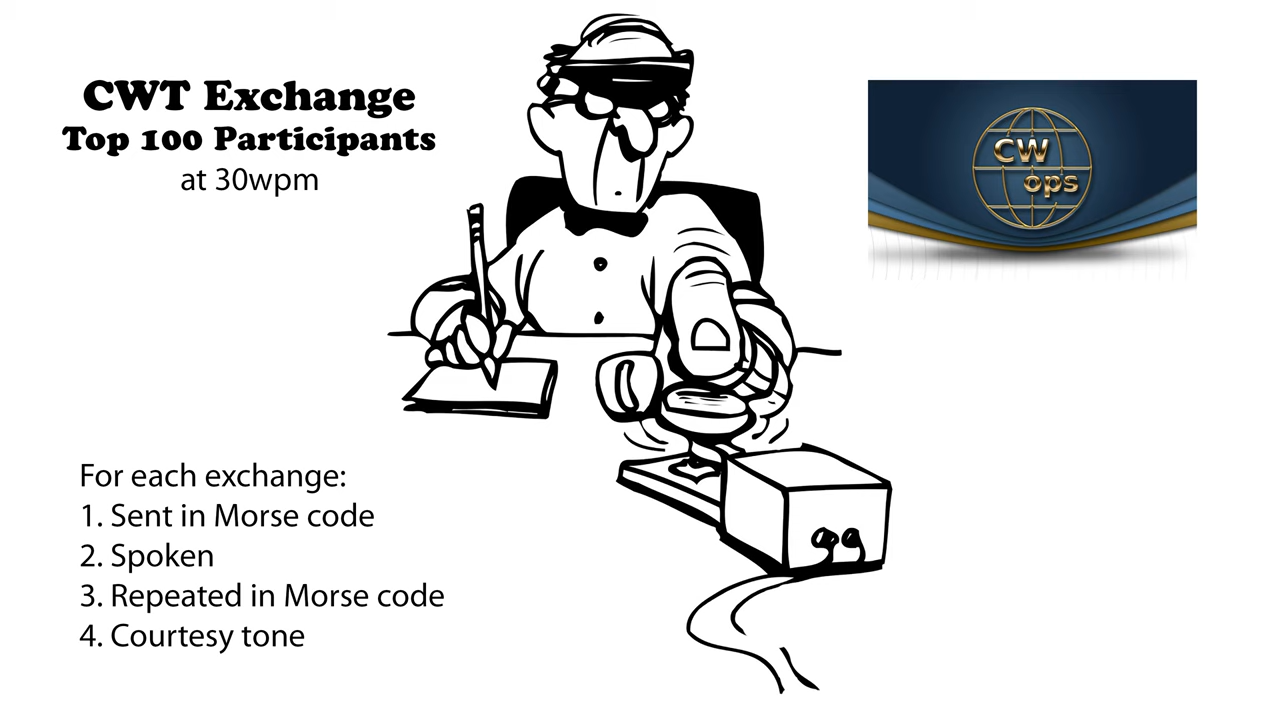 CWT Exchange
Top 100 Participants
at 30wpm
CW
ops
For each exchange:
1. Sent in Morse code
2. Spoken
3. Repeated in Morse code
4. Courtesy tone